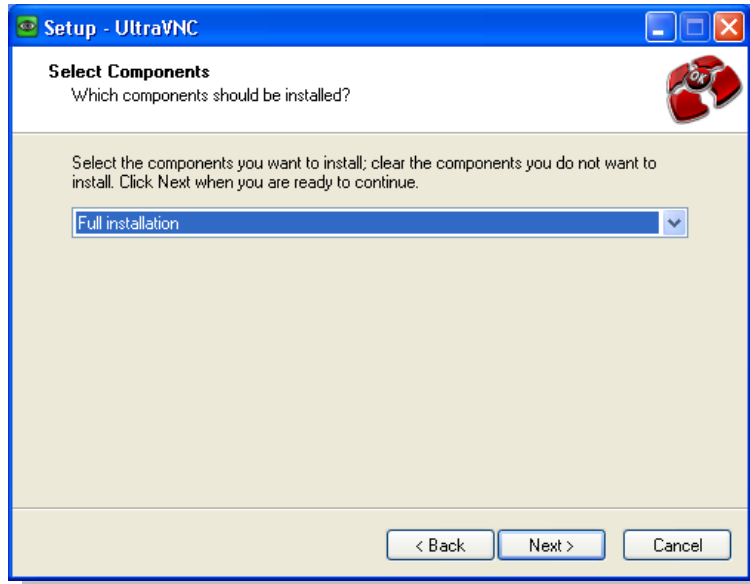 Setup - UltraVNC
Select Components
Which components should be installed?
OK
Select the components you want to install; clear the components you do not want to
install. Click Next when you are ready to continue.
Full installation
< Back
Next >
Cancel